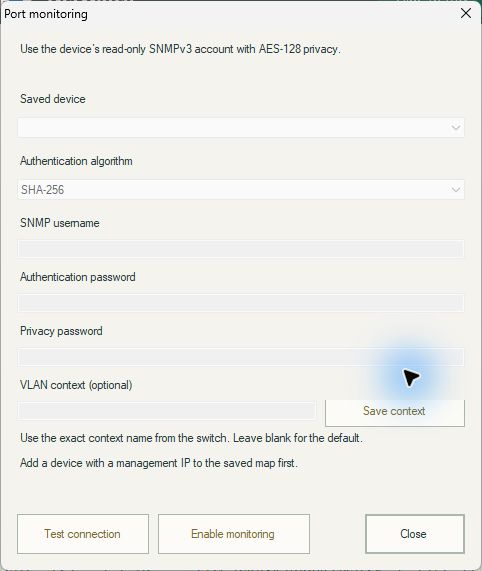 Port monitoring
Use the device's read-only SNMPv3 account with AES-128 privacy.
Saved device
Authentication algorithm
SHA-256
SNMP username
Authentication password
Privacy password
VLAN context (optional)
Save context
Use the exact context name from the switch. Leave blank for the default.
Add a device with a management IP to the saved map first.
Test connection
Enable monitoring
Close